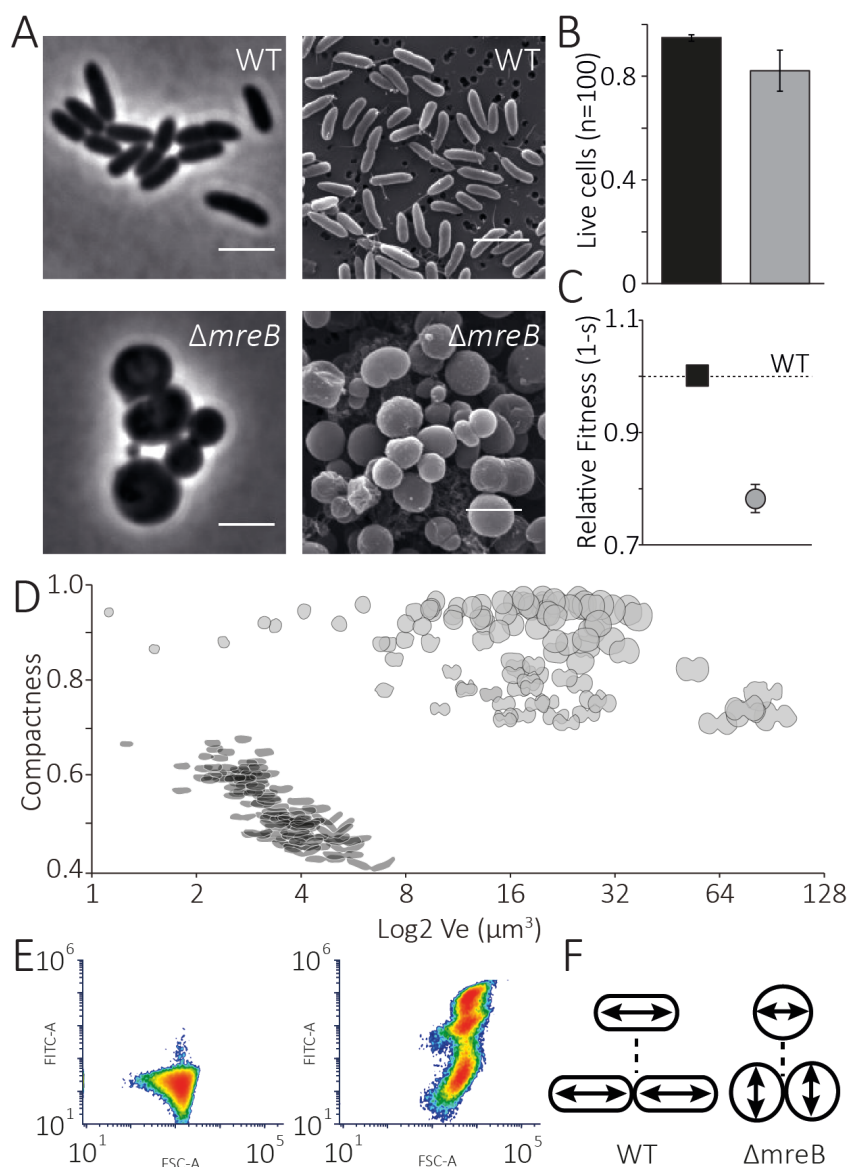 A
WT
WT
ΔmreB
ΔmreB
B
Live cells (n=100)
0.8
0.4
0
C
Relative Fitness (1-s)
1.1
0.9
0.7
WT
D
Compactness
1.0
0.8
0.6
0.4
1
2
4
8
16
32
64
128
Log2 Ve (µm³)
E
10⁶
FITC-A
10¹
10¹
FSC-A
10⁵
10⁶
FITC-A
10¹
10¹
FSC-A
10⁵
F
WT
ΔmreB